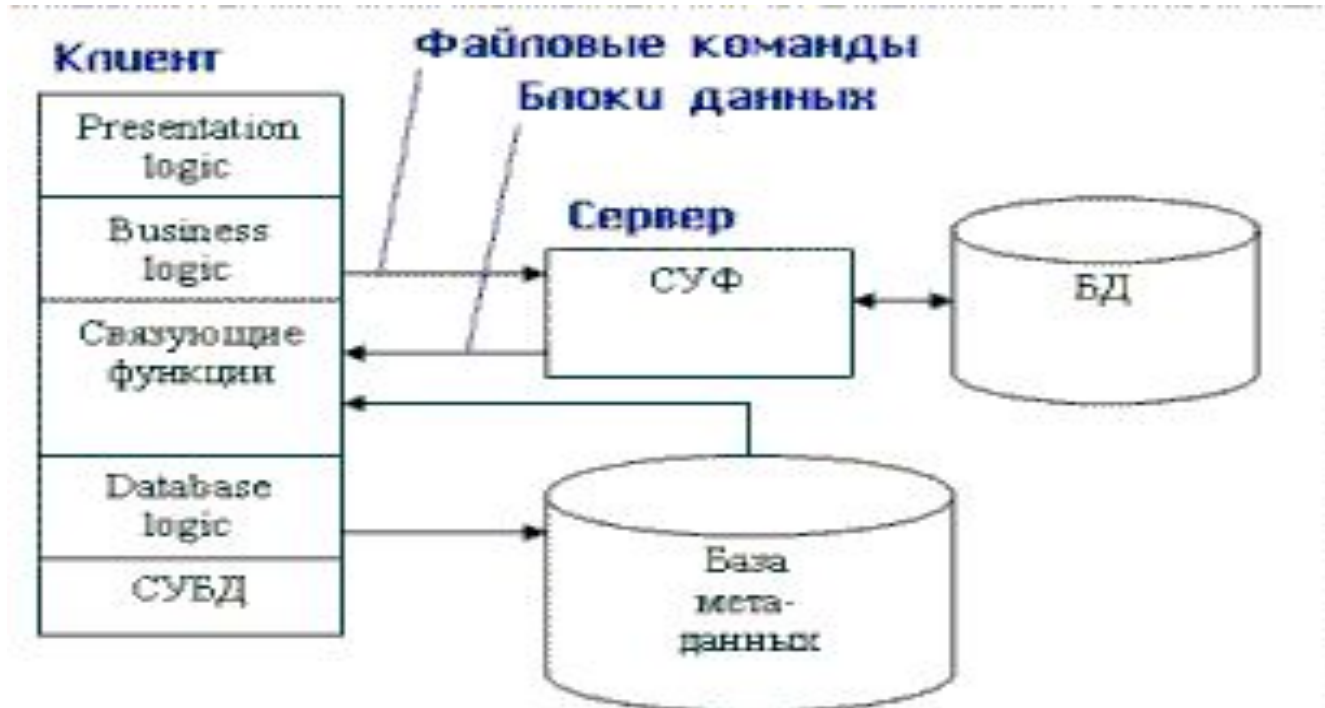 Клиент
Файловые команды
Блоки данных
Presentation
logic
Business
logic
Связующие
функции
Database
logic
СУБД
Сервер
СУФ
БД
База
мета-
данных